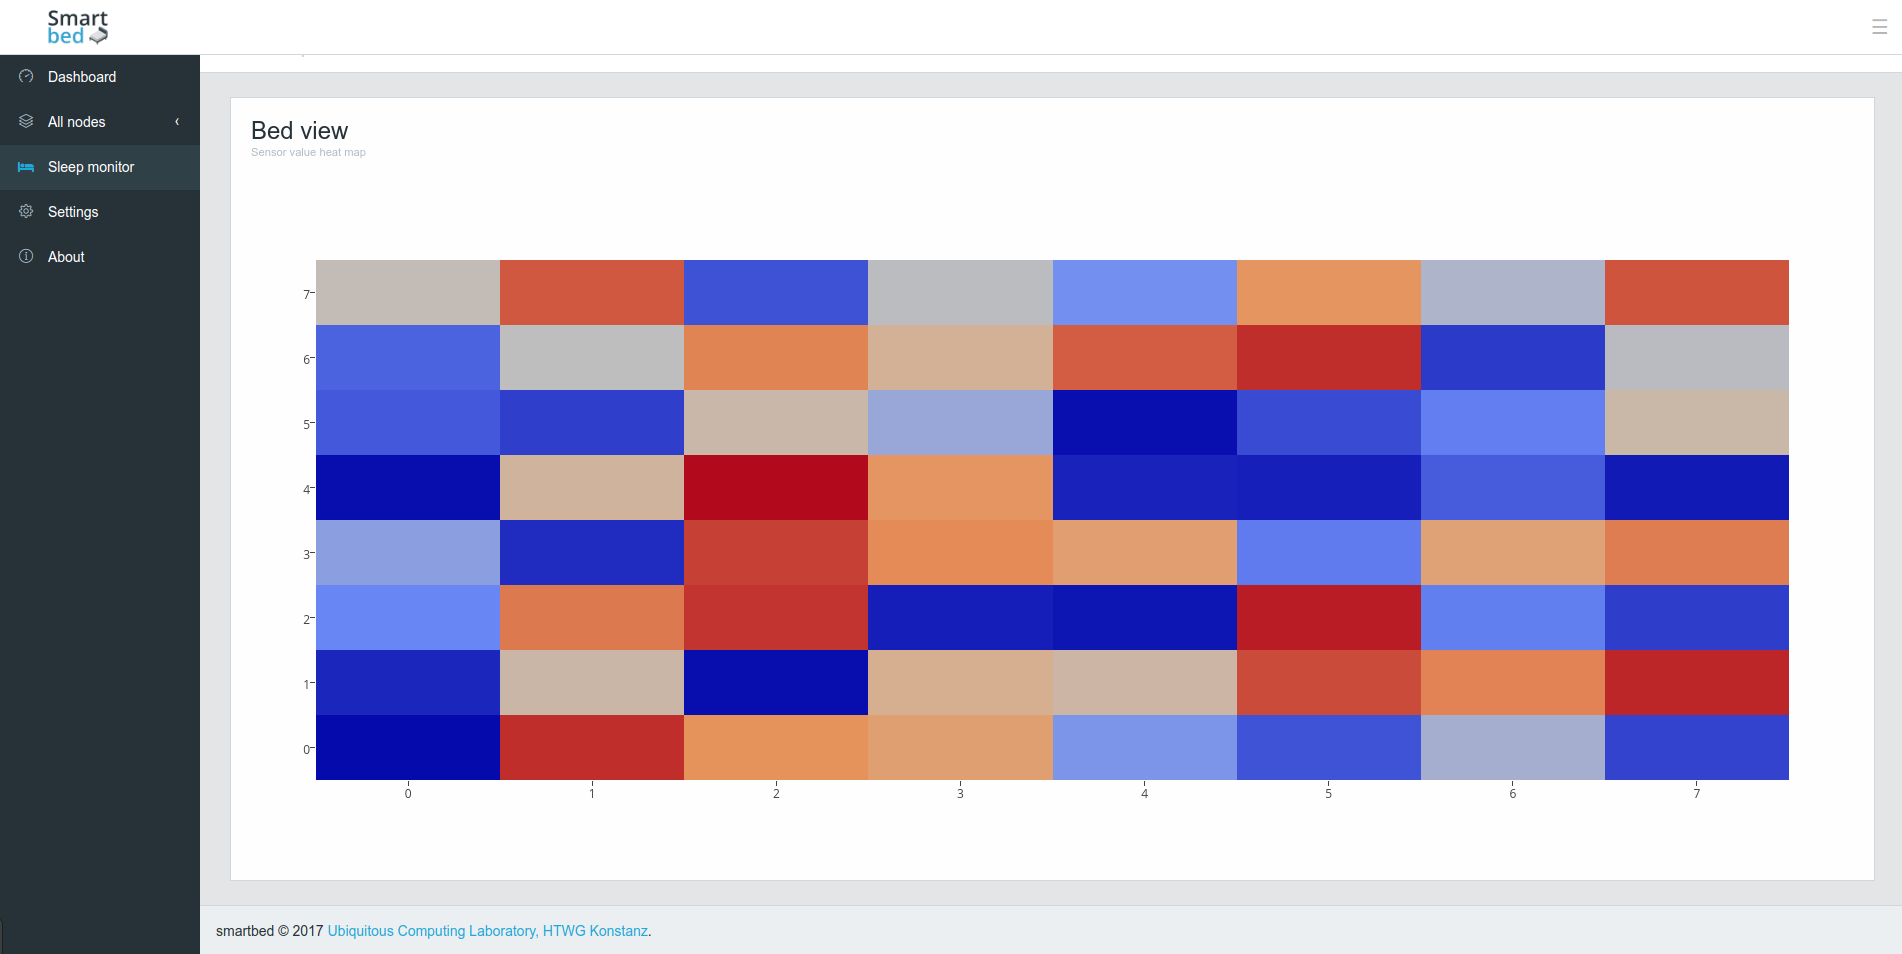 Smart
bed
Dashboard
All nodes
Sleep monitor
Settings
About
Bed view
Sensor value heat map
7
6
5
4
3
2
1
0
0 1 2 3 4 5 6 7
smartbed © 2017 Ubiquitous Computing Laboratory, HTWG Konstanz.